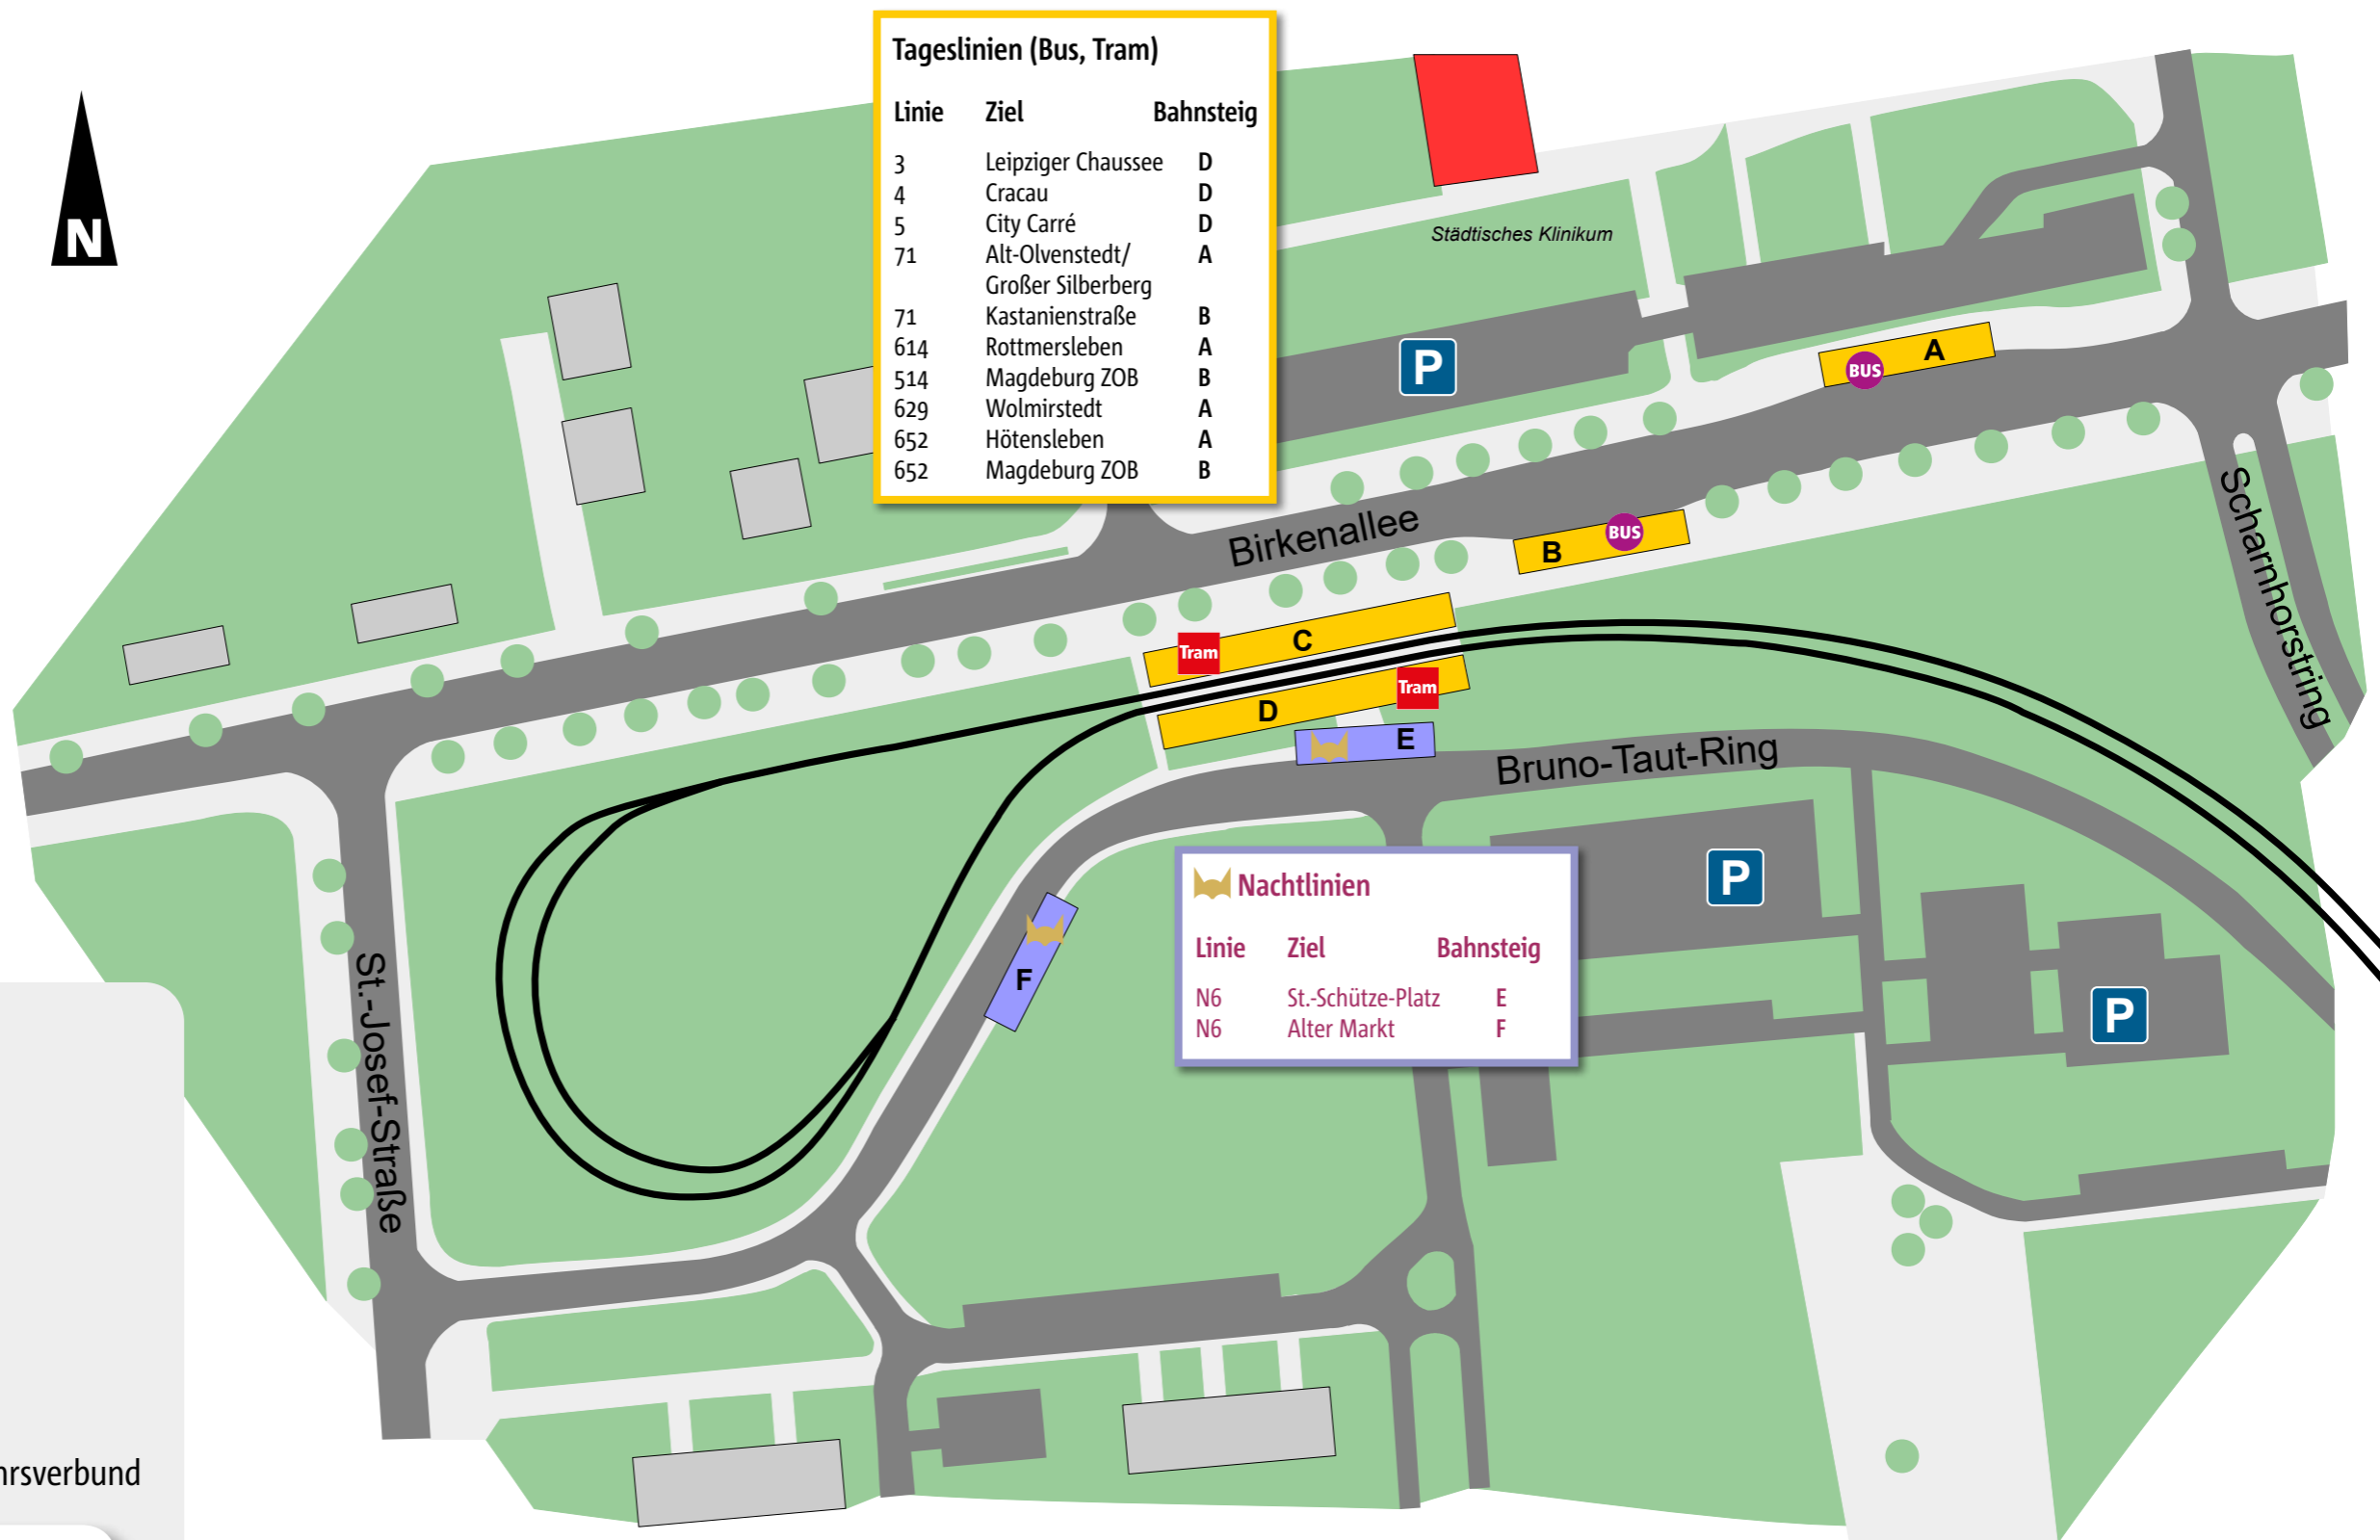 Tageslinien (Bus, Tram)
Linie Ziel Bahnsteig
3 Leipziger Chaussee D
4 Cracau D
5 City Carré D
71 Alt-Olvenstedt/ A
Großer Silberberg
71 Kastanienstraße B
614 Rottmersleben A
514 Magdeburg ZOB B
629 Wolmirstedt A
652 Hötensleben A
652 Magdeburg ZOB B
N
Städtisches Klinikum
P
BUS A
Birkenallee
B BUS
Scharnhorstring
Tram C
D Tram
E
Bruno-Taut-Ring
P
F
St.-Josef-Straße
Nachtlinien
Linie Ziel Bahnsteig
N6 St.-Schütze-Platz E
N6 Alter Markt F
P
hrsverbund